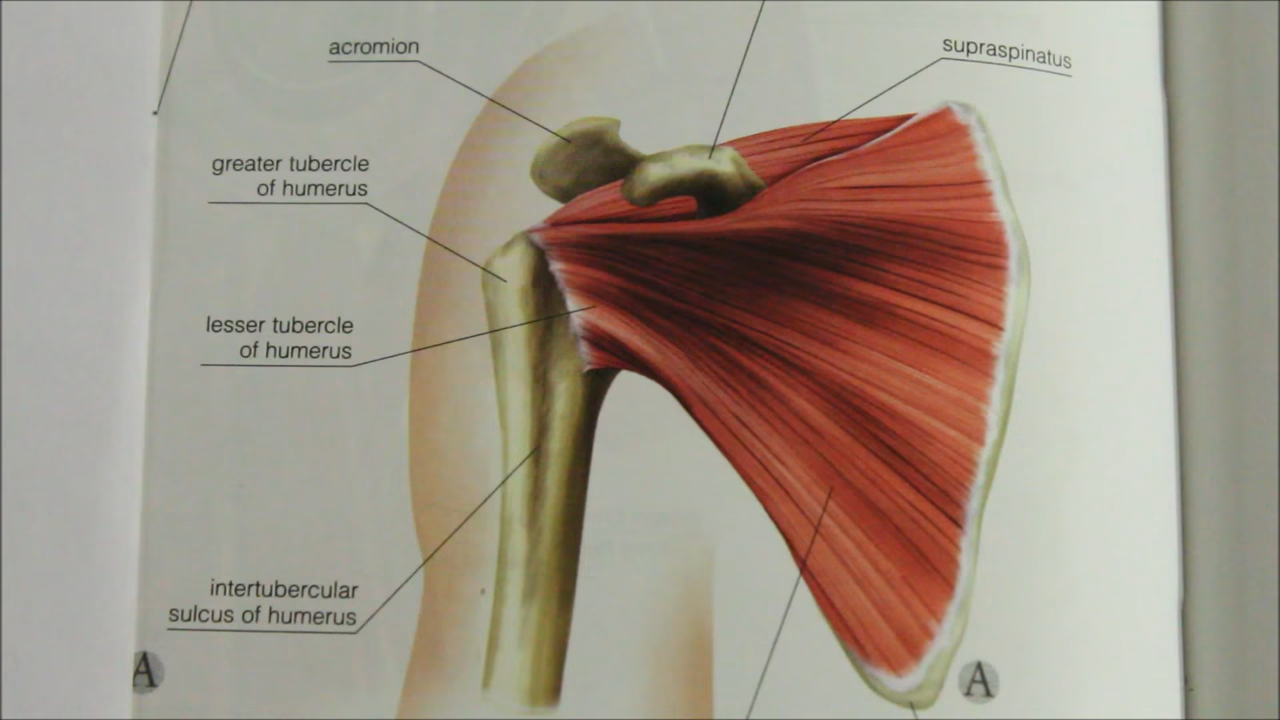 acromion
supraspinatus
greater tubercle
of humerus
lesser tubercle
of humerus
intertubercular
sulcus of humerus
A
A